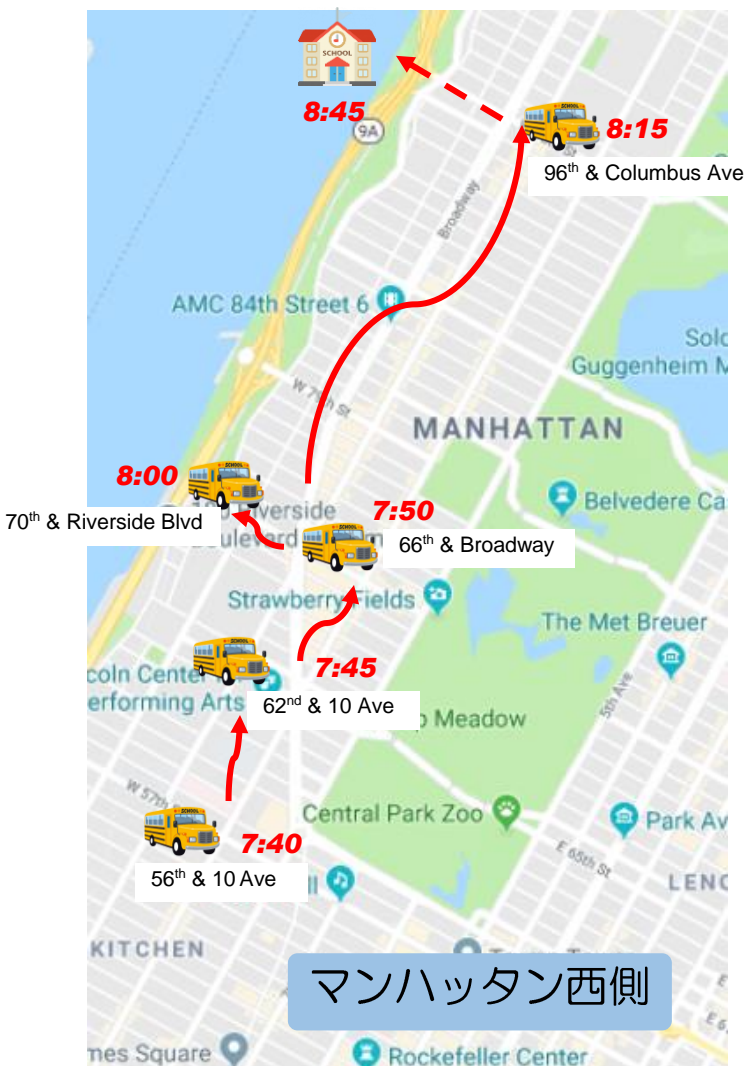 SCHOOL
8:45
9A
8:15
96th & Columbus Ave
Broadway
AMC 84th Street 6
Guggenheim M
W 79th St
MANHATTAN
8:00
70th & Riverside Blvd
Riverside
7:50
66th & Broadway
Belvedere Ca
Strawberry Fields
The Met Breuer
7:45
62nd & 10 Ave
coln Center
erforming Arts
5th Ave
Meadow
W 57th
7:40
56th & 10 Ave
Central Park Zoo
Park Av
E 65th St
LENO
KITCHEN
マンハッタン西側
mes Square
Rockefeller Center